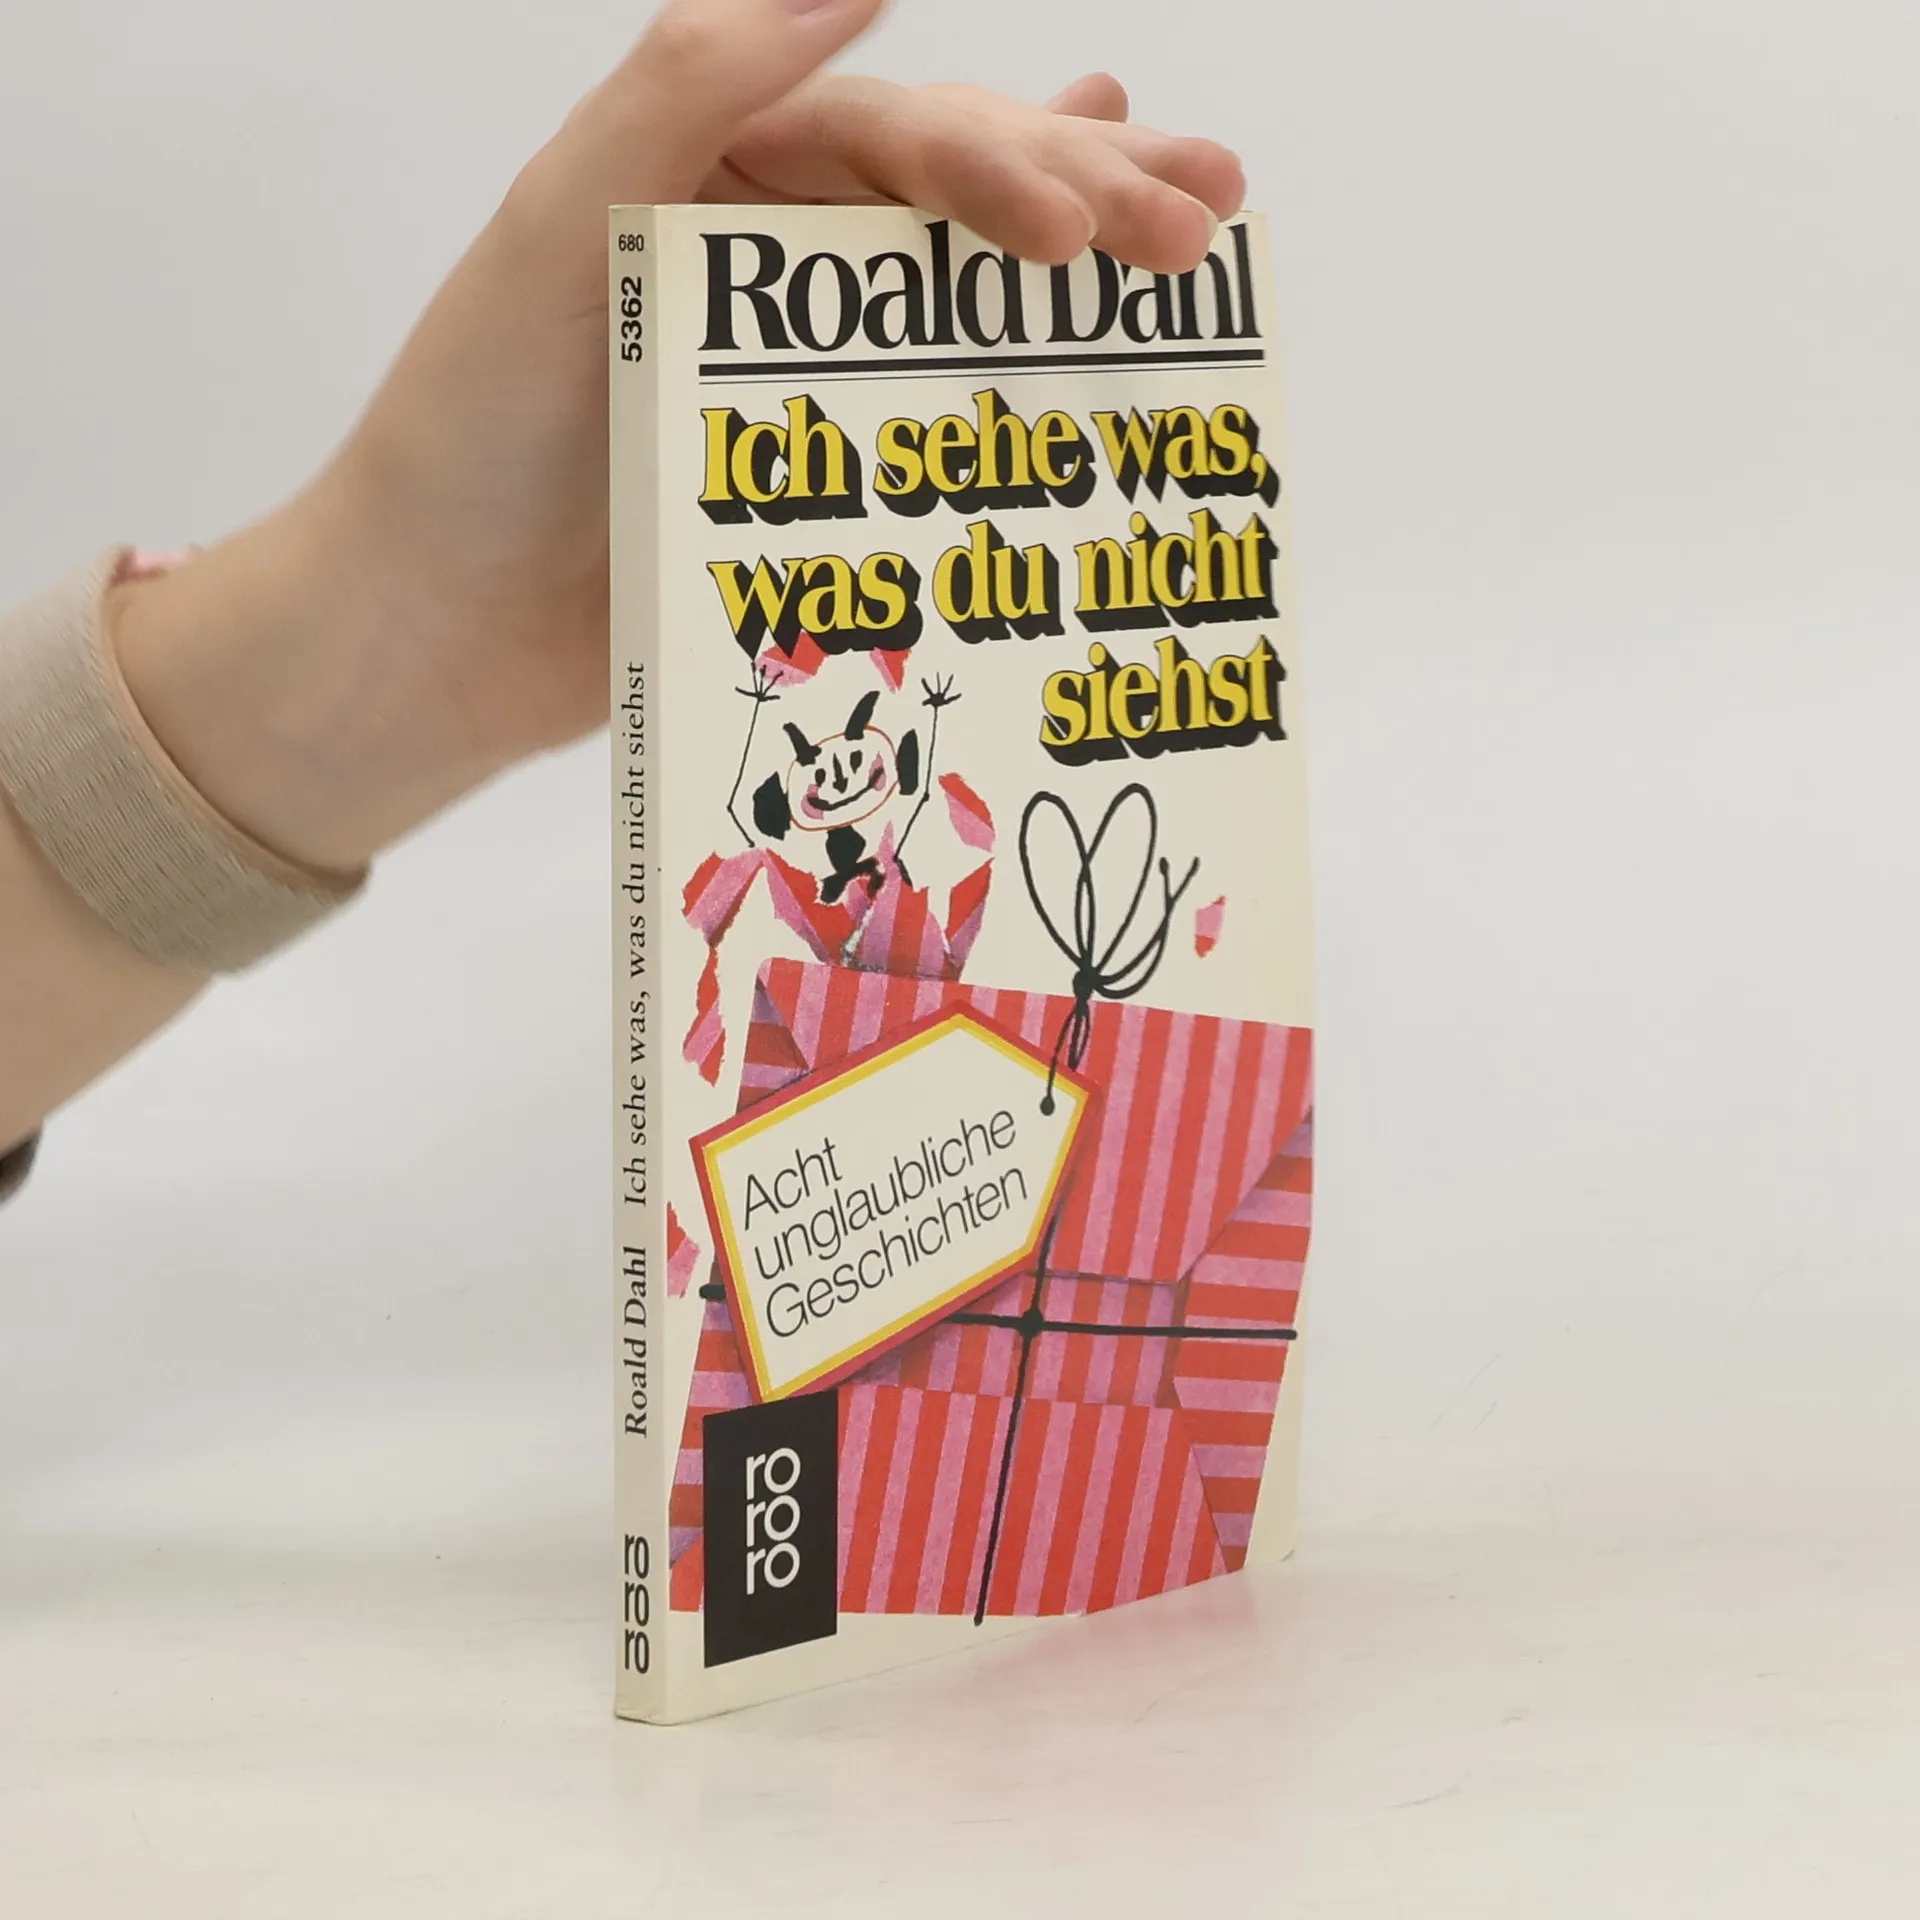 680
5362
Roald Dahl Ich sehe was, was du nicht siehst
ro
ro
ro
Roald Dahl
Ich sehe was,
was du nicht
siehst
Acht
unglaubliche
Geschichten
ro
ro
ro